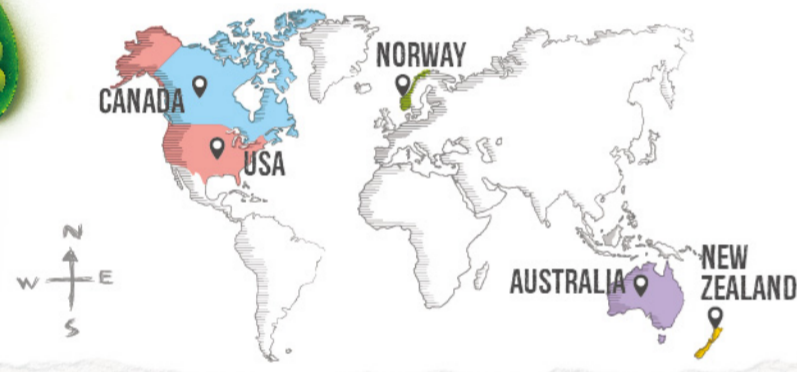 NORWAY
CANADA
USA
N
W E
S
AUSTRALIA
NEW
ZEALAND